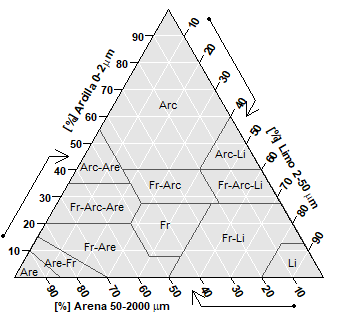 90
10
80
20
70
30
Arc
60
40
50
50
Arc-Li
40
60
Arc-Are
Fr-Arc
Fr-Arc-Li
30
70
Fr-Arc-Are
20
80
Fr
Fr-Li
10
90
Fr-Are
Are-Fr
Li
Are
90
80
70
60
50
40
30
20
10
[%] Arcilla 0-2µm
[%] Limo 2-50 µm
[%] Arena 50-2000 µm